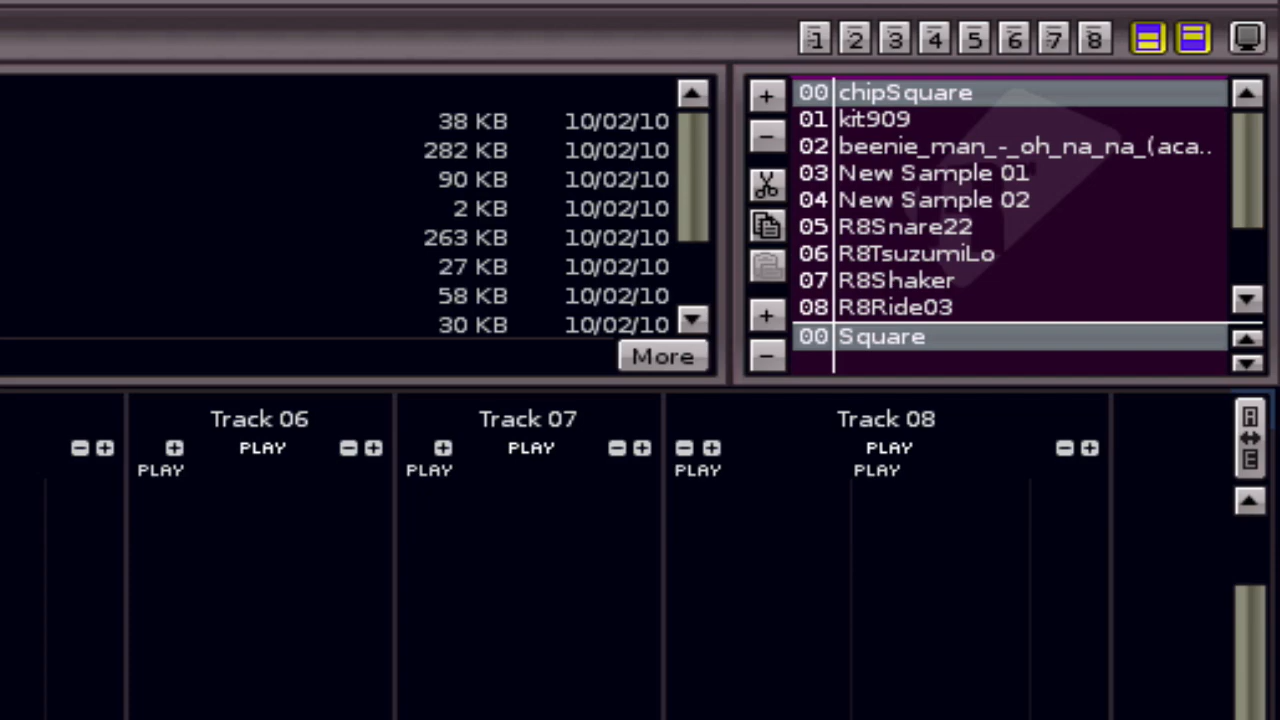 1 2 3 4 5 6 7 8
38 KB 10/02/10
282 KB 10/02/10
90 KB 10/02/10
2 KB 10/02/10
263 KB 10/02/10
27 KB 10/02/10
58 KB 10/02/10
30 KB 10/02/10
More
+
−
+
−
00 chipSquare
01 kit909
02 beenie_man_-_oh_na_na_(aca..
03 New Sample 01
04 New Sample 02
05 R8Snare22
06 R8TsuzumiLo
07 R8Shaker
08 R8Ride03
00 Square
− +
Track 06
+ PLAY − +
PLAY
Track 07
+ PLAY − +
PLAY
Track 08
− + PLAY − +
PLAY PLAY